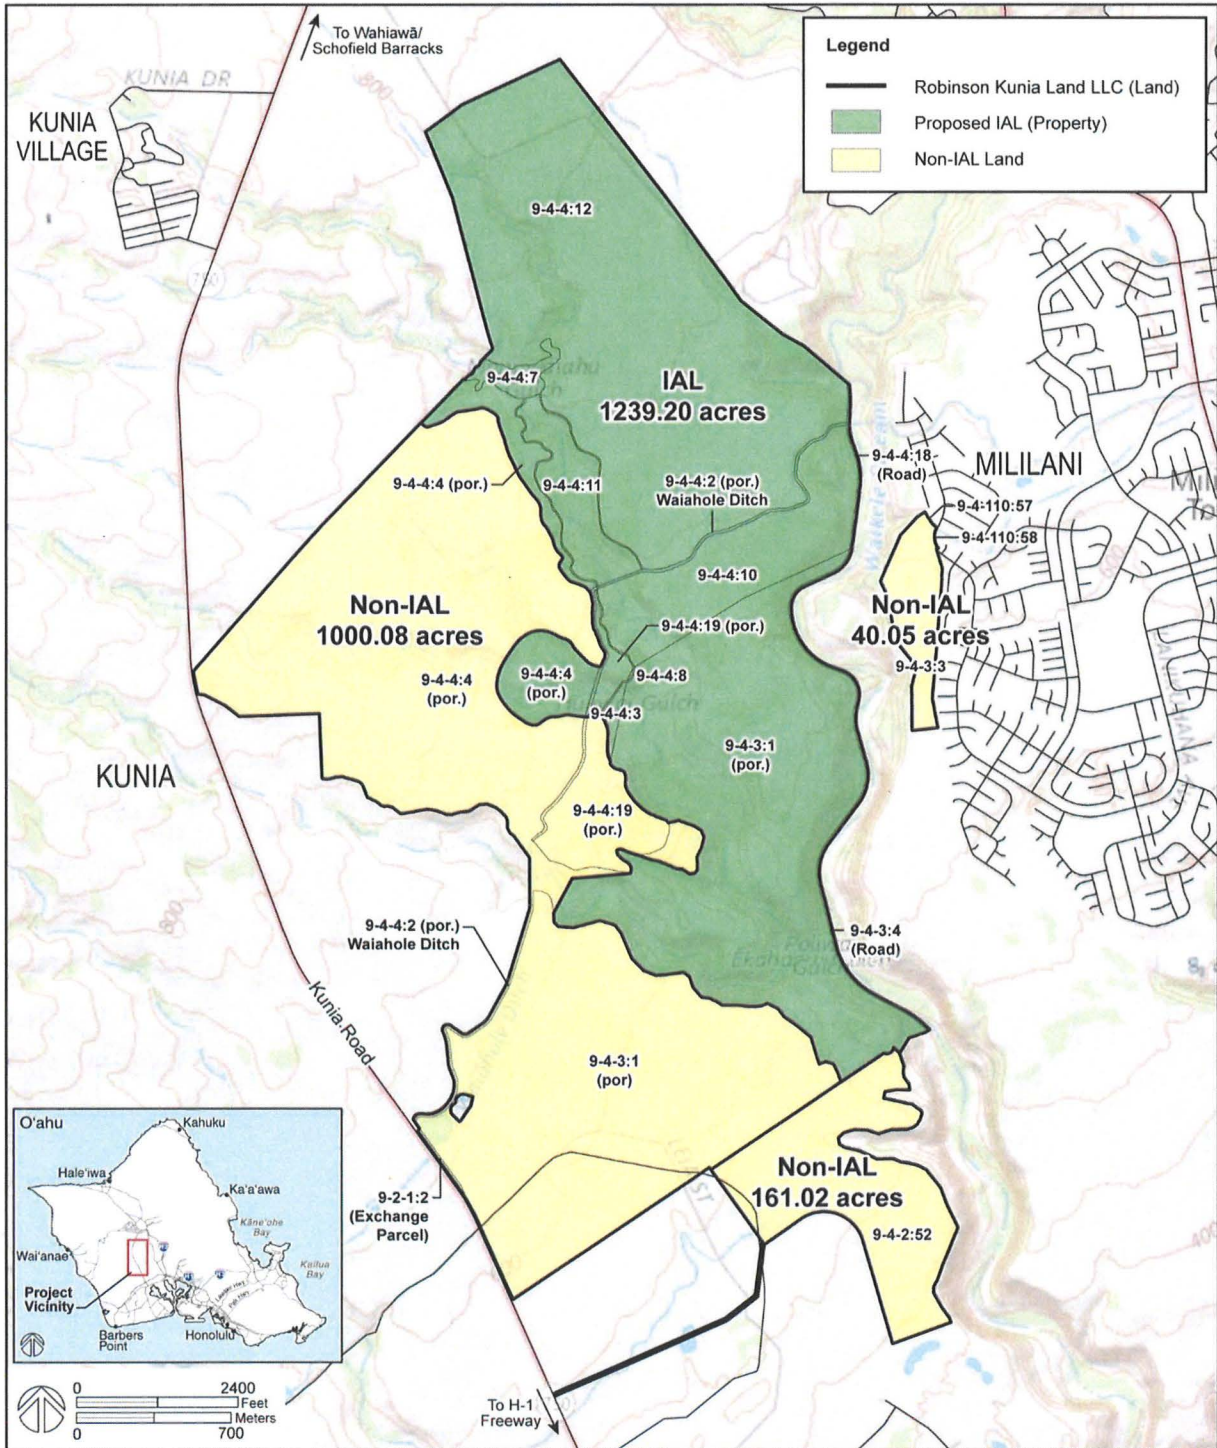 To Wahiawā/
Schofield Barracks
KUNIA DR
800
KUNIA
VILLAGE
750
Legend
Robinson Kunia Land LLC (Land)
Proposed IAL (Property)
Non-IAL Land
9-4-4:12
9-4-4:7
IAL
1239.20 acres
9-4-4:4 (por.)
9-4-4:11
9-4-4:2 (por.)
Waiahole Ditch
9-4-4:18
(Road)
MILILANI
9-4-110:57
9-4-110:58
Waikele Stream
9-4-4:10
Non-IAL
1000.08 acres
Non-IAL
40.05 acres
9-4-4:19 (por.)
9-4-3:3
9-4-4:4
(por.)
9-4-4:4
(por.)
9-4-4:8
Gulch
9-4-4:3
9-4-3:1
(por.)
KUNIA
9-4-4:19
(por.)
800
9-4-4:2 (por.)
Waiahole Ditch
9-4-3:4
(Road)
Kunia Road
9-4-3:1
(por)
Non-IAL
161.02 acres
9-4-2:52
400
9-2-1:2
(Exchange
Parcel)
O'ahu
Kahuku
Hale'iwa
Ka'a'awa
Kāne'ohe
Bay
Wai'anae
Kailua
Bay
Project
Vicinity
Barbers
Point
Honolulu
0 2400
Feet
Meters
0 700
To H-1
Freeway